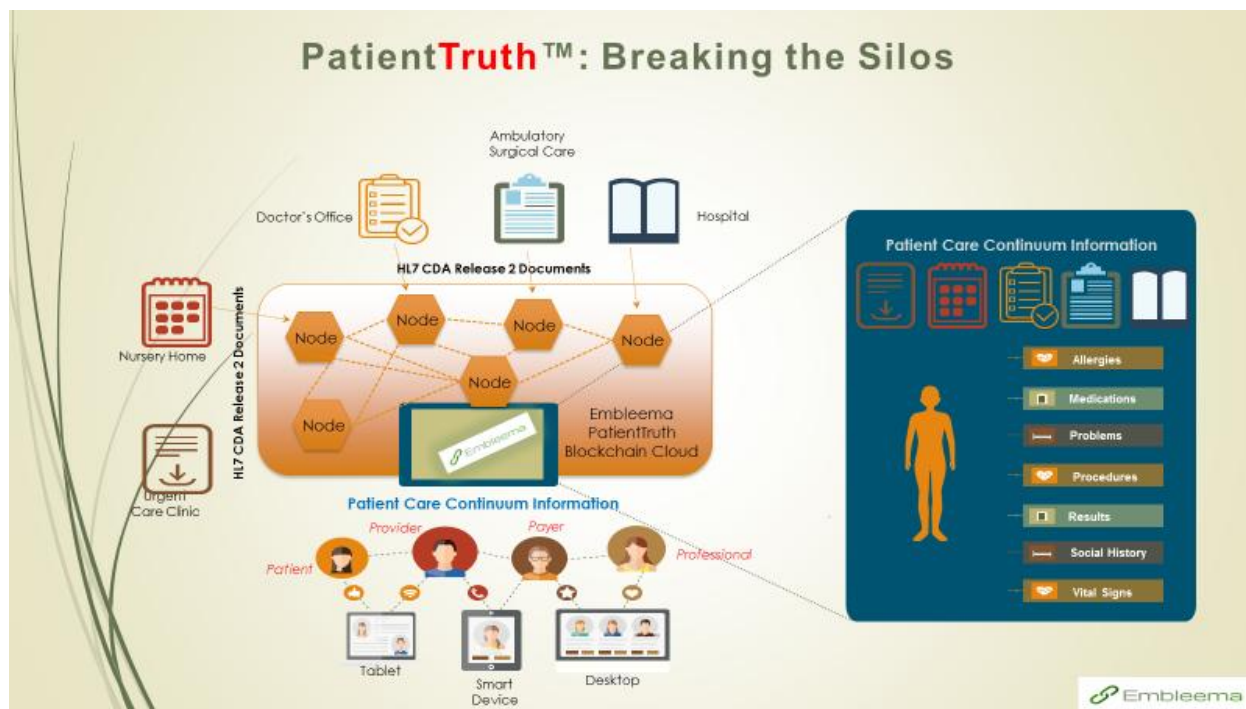 PatientTruth™: Breaking the Silos
Ambulatory
Surgical Care
Doctor's Office
Hospital
HL7 CDA Release 2 Documents
Nursery Home
HL7 CDA Release 2 Documents
Urgent
Care Clinic
Node
Node
Node
Node
Node
Node
Embleema
PatientTruth
Blockchain Cloud
Embleema
Patient Care Continuum Information
Patient
Provider
Payer
Professional
Tablet
Smart
Device
Desktop
Patient Care Continuum Information
Allergies
Medications
Problems
Procedures
Results
Social History
Vital Signs
Embleema